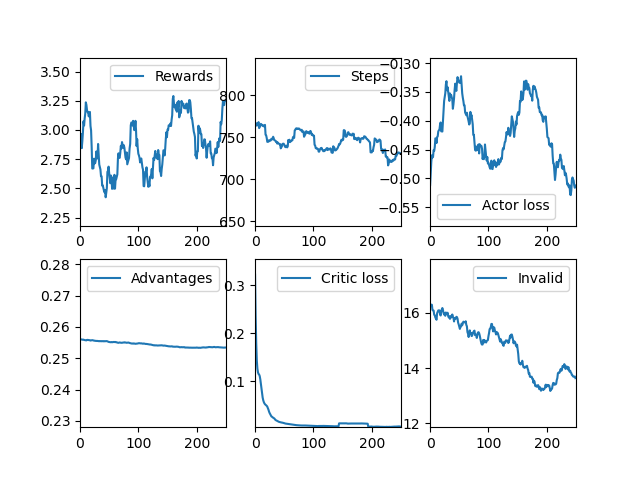 Rewards
3.50
3.25
3.00
2.75
2.50
2.25
0 100 200
Steps
800
750
700
650
0 100 200
Actor loss
−0.30
−0.35
−0.40
−0.45
−0.50
−0.55
0 100 200
Advantages
0.28
0.27
0.26
0.25
0.24
0.23
0 100 200
Critic loss
0.3
0.2
0.1
0 100 200
Invalid
16
14
12
0 100 200